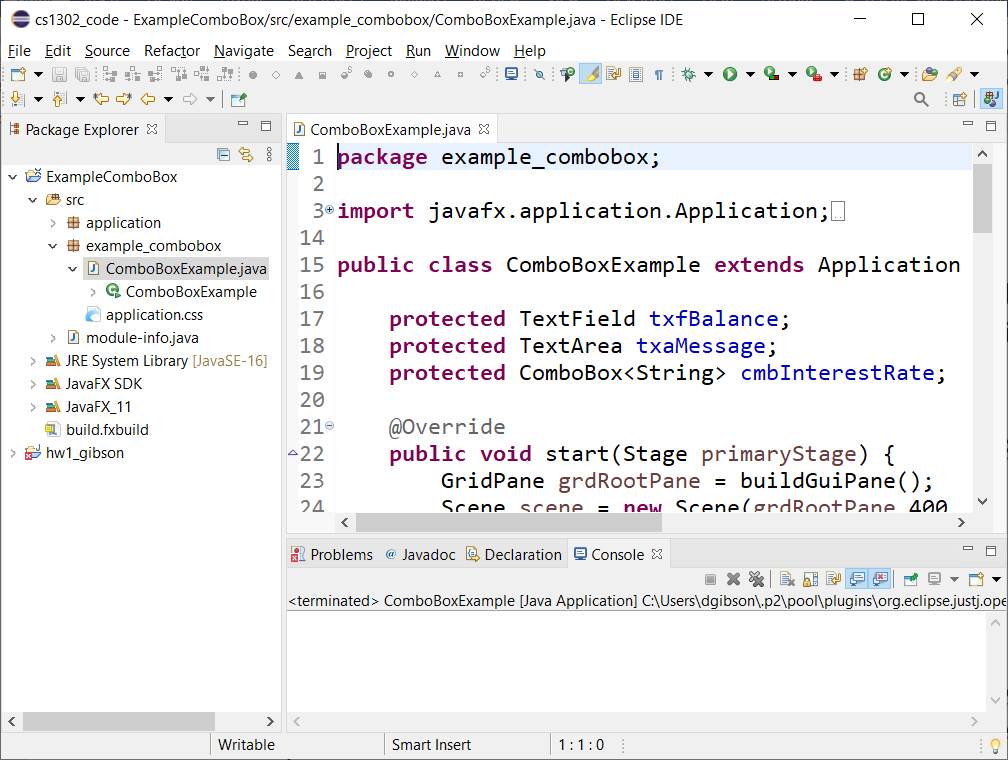 cs1302_code - ExampleComboBox/src/example_combobox/ComboBoxExample.java - Eclipse IDE
File Edit Source Refactor Navigate Search Project Run Window Help
Package Explorer
ExampleComboBox
src
application
example_combobox
ComboBoxExample.java
ComboBoxExample
application.css
module-info.java
JRE System Library [JavaSE-16]
JavaFX SDK
JavaFX_11
build.fxbuild
hw1_gibson
ComboBoxExample.java
1 package example_combobox;
2
3 import javafx.application.Application;
14
15 public class ComboBoxExample extends Application
16
17 protected TextField txfBalance;
18 protected TextArea txaMessage;
19 protected ComboBox<String> cmbInterestRate;
20
21 @Override
22 public void start(Stage primaryStage) {
23 GridPane grdRootPane = buildGuiPane();
24 Scene scene = new Scene(grdRootPane 400
Problems @ Javadoc Declaration Console
<terminated> ComboBoxExample [Java Application] C:\Users\dgibson\.p2\pool\plugins\org.eclipse.justj.ope
Writable Smart Insert 1 : 1 : 0